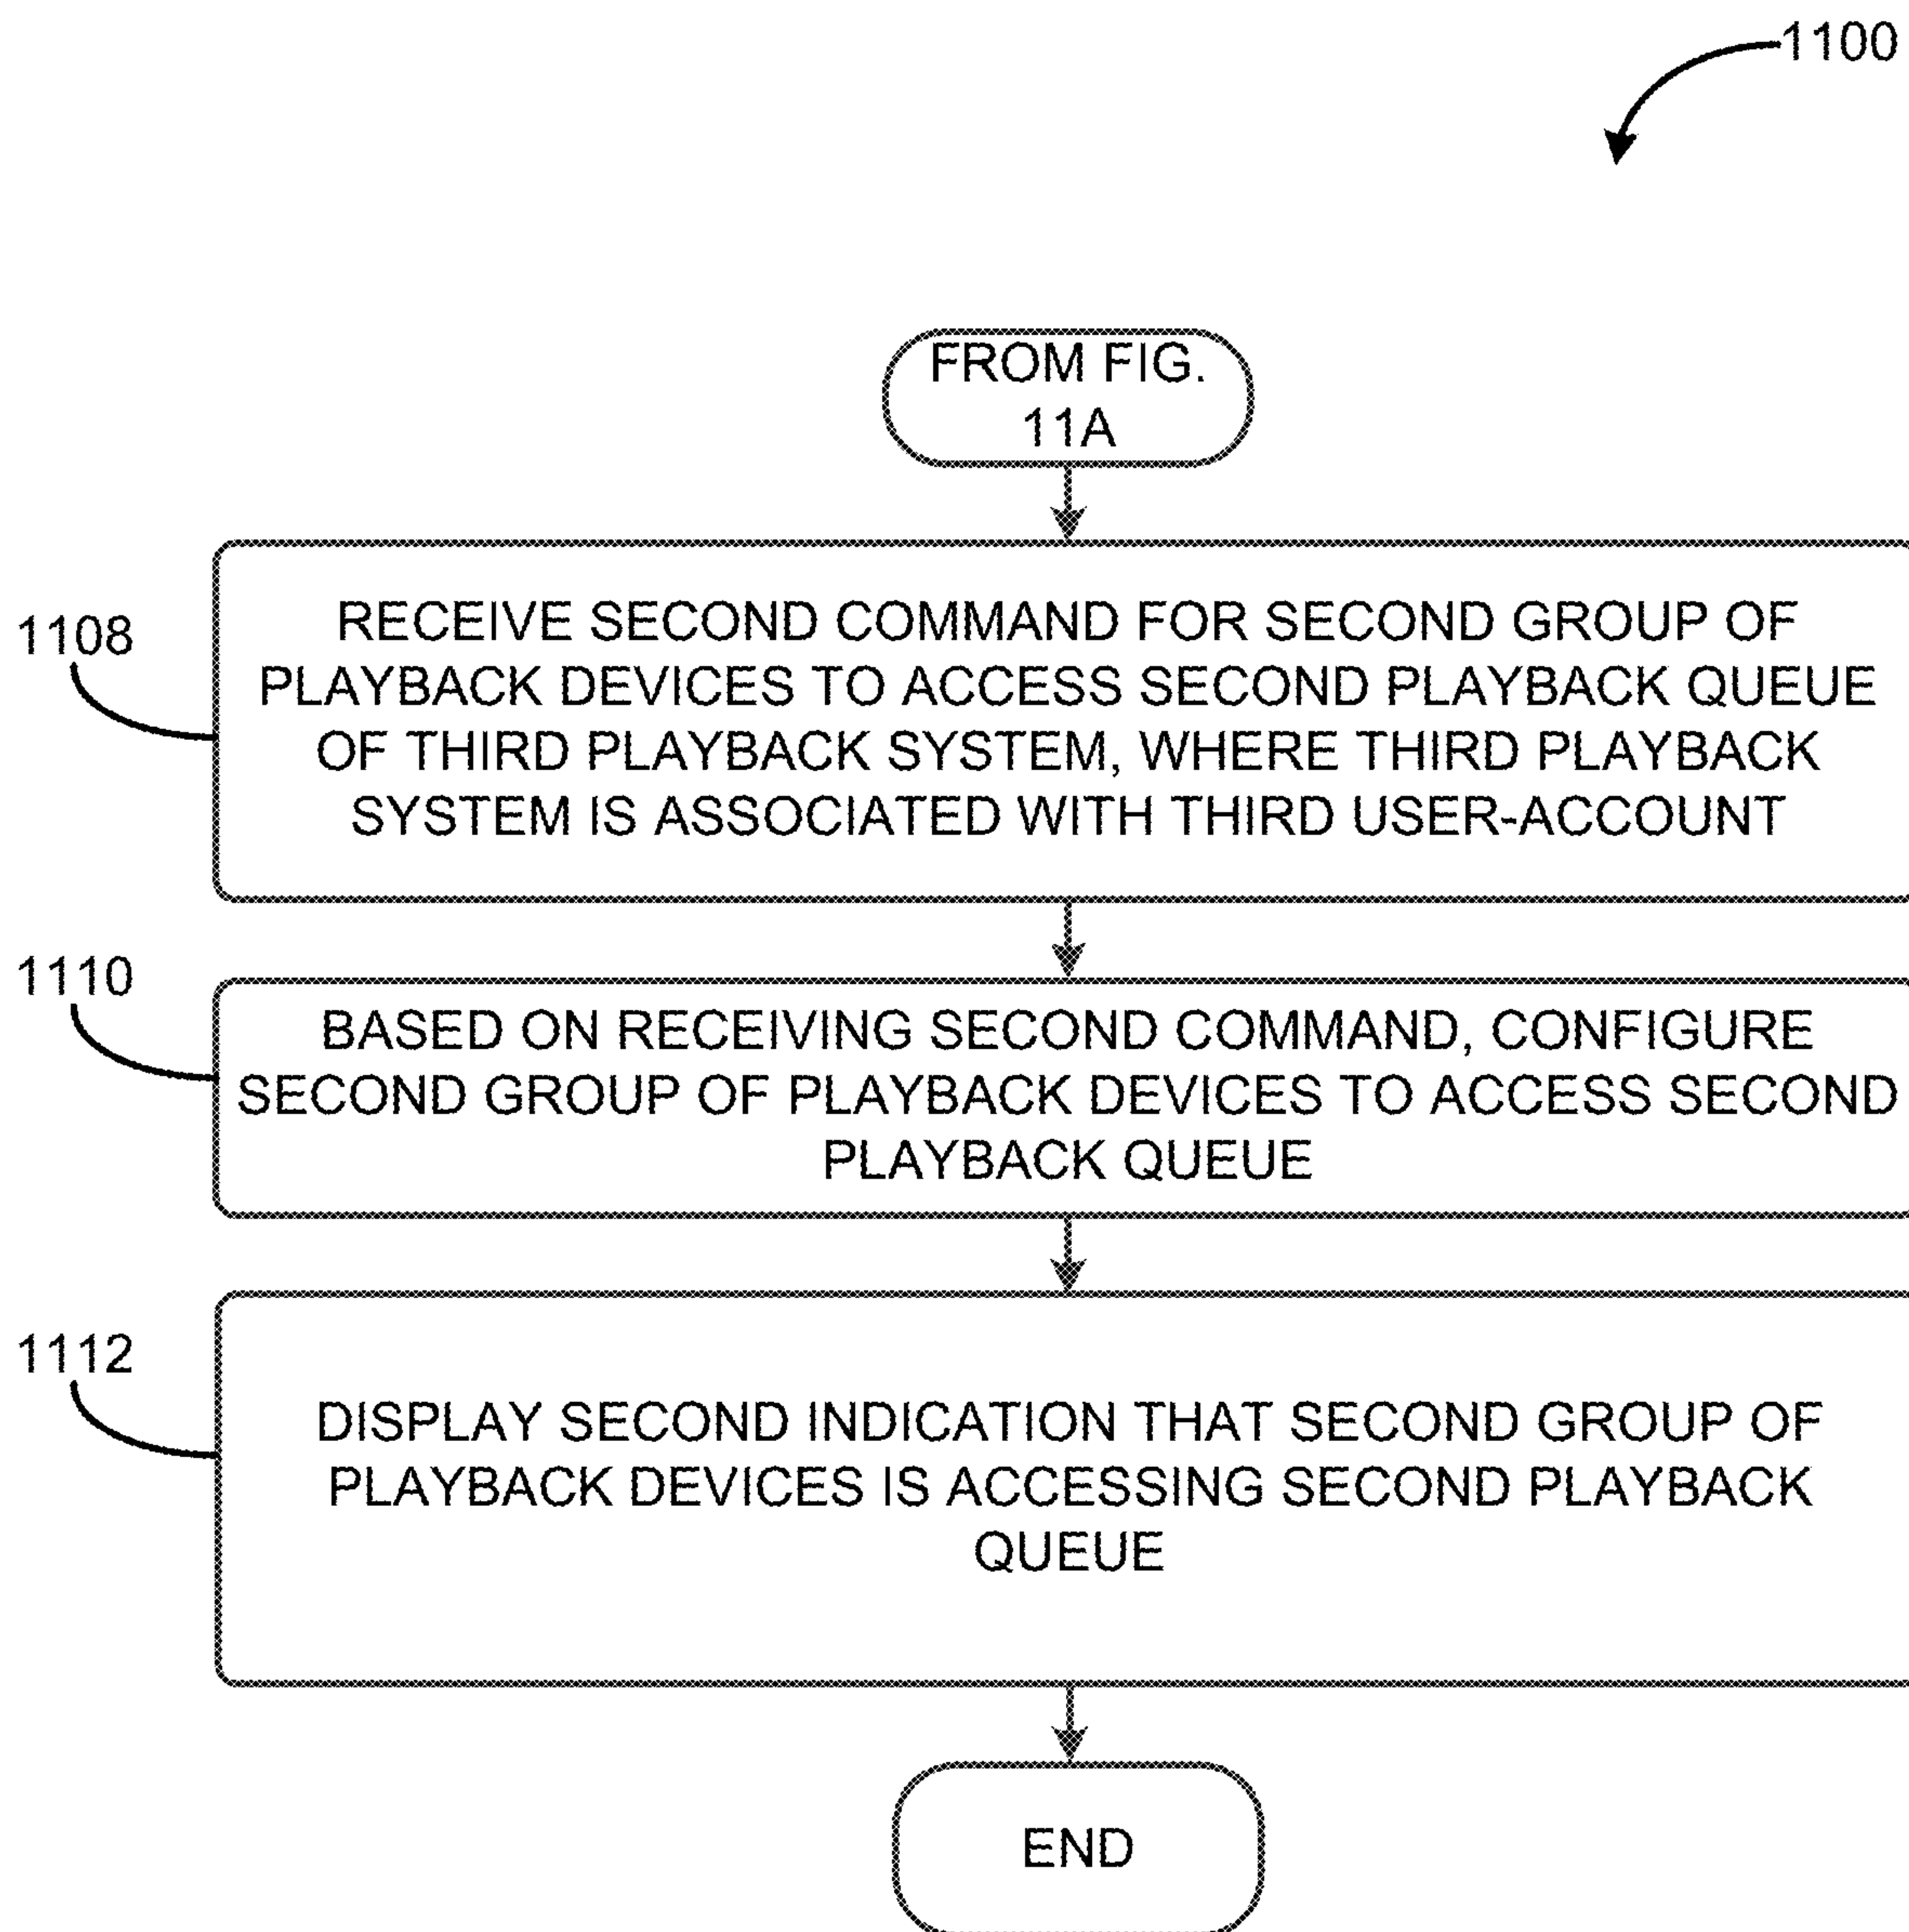 1100
FROM FIG.
11A
1108
RECEIVE SECOND COMMAND FOR SECOND GROUP OF
PLAYBACK DEVICES TO ACCESS SECOND PLAYBACK QUEUE
OF THIRD PLAYBACK SYSTEM, WHERE THIRD PLAYBACK
SYSTEM IS ASSOCIATED WITH THIRD USER-ACCOUNT
1110
BASED ON RECEIVING SECOND COMMAND, CONFIGURE
SECOND GROUP OF PLAYBACK DEVICES TO ACCESS SECOND
PLAYBACK QUEUE
1112
DISPLAY SECOND INDICATION THAT SECOND GROUP OF
PLAYBACK DEVICES IS ACCESSING SECOND PLAYBACK
QUEUE
END